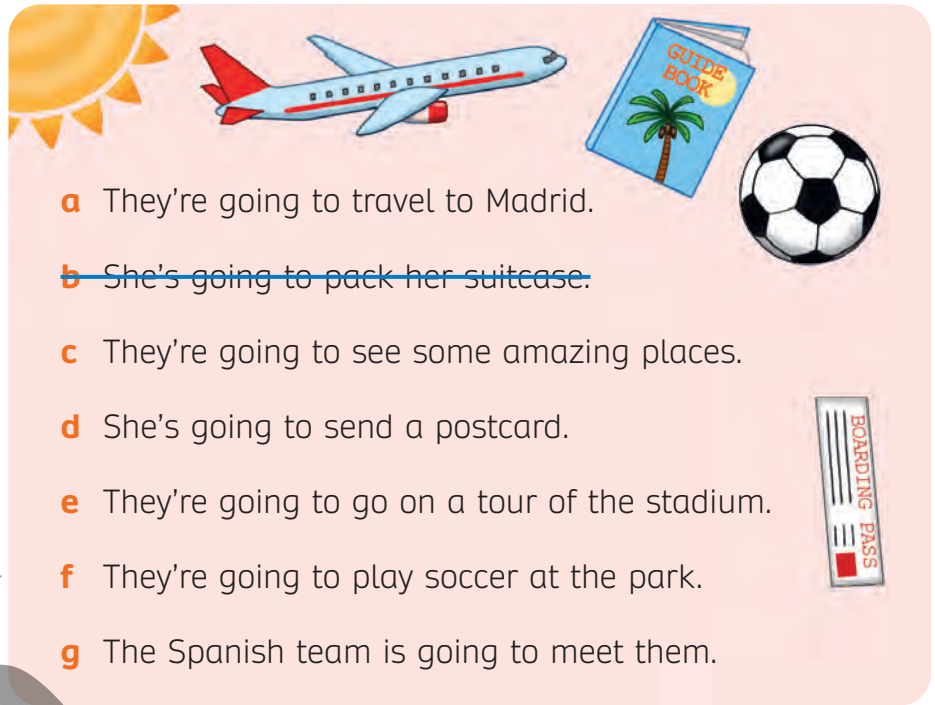 GUIDE
BOOK
a They're going to travel to Madrid.
b She's going to pack her suitcase.
c They're going to see some amazing places.
d She's going to send a postcard.
BOARDING PASS
e They're going to go on a tour of the stadium.
f They're going to play soccer at the park.
g The Spanish team is going to meet them.